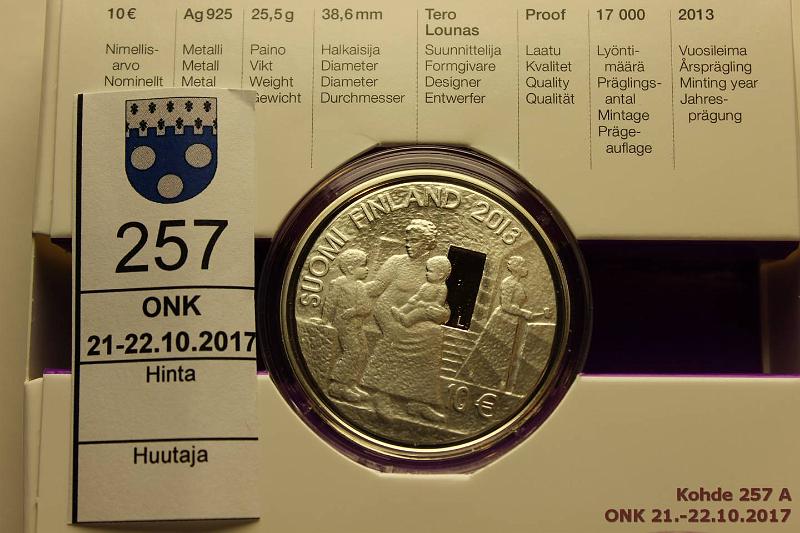 10 €
Nimellis-
arvo
Nominellt
Ag 925
Metalli
Metall
Metal
25,5 g
Paino
Vikt
Weight
Gewicht
38,6 mm
Halkaisija
Diameter
Diameter
Durchmesser
Tero
Lounas
Suunnittelija
Formgivare
Designer
Entwerfer
Proof
Laatu
Kvalitet
Quality
Qualität
17 000
Lyönti-
määrä
Präglings-
antal
Mintage
Präge-
auflage
2013
Vuosileima
Årsprägling
Minting year
Jahres-
prägung
257
ONK
21-22.10.2017
Hinta
Huutaja
SUOMI FINLAND 2013
10 €
Kohde 257 A
ONK 21.-22.10.2017